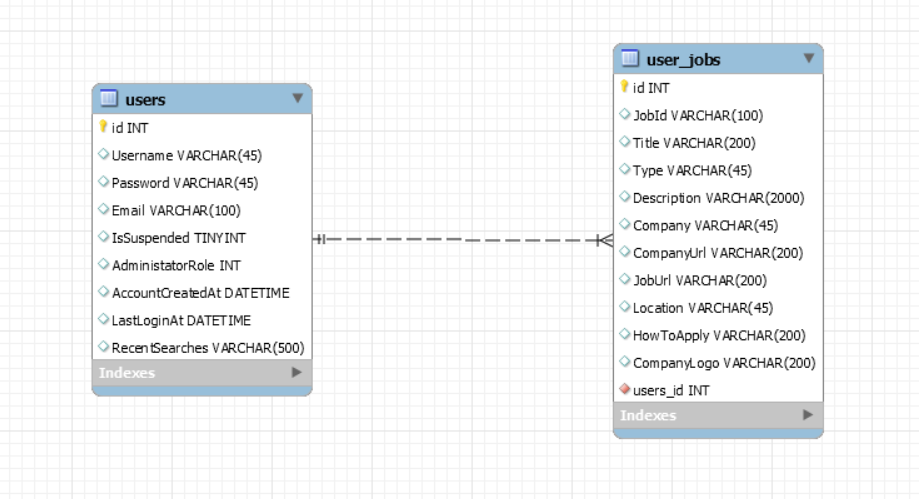 users
id INT
Username VARCHAR(45)
Password VARCHAR(45)
Email VARCHAR(100)
IsSuspended TINYINT
AdministatorRole INT
AccountCreatedAt DATETIME
LastLoginAt DATETIME
RecentSearches VARCHAR(500)
Indexes
user_jobs
id INT
JobId VARCHAR(100)
Title VARCHAR(200)
Type VARCHAR(45)
Description VARCHAR(2000)
Company VARCHAR(45)
CompanyUrl VARCHAR(200)
JobUrl VARCHAR(200)
Location VARCHAR(45)
HowToApply VARCHAR(200)
CompanyLogo VARCHAR(200)
users_id INT
Indexes